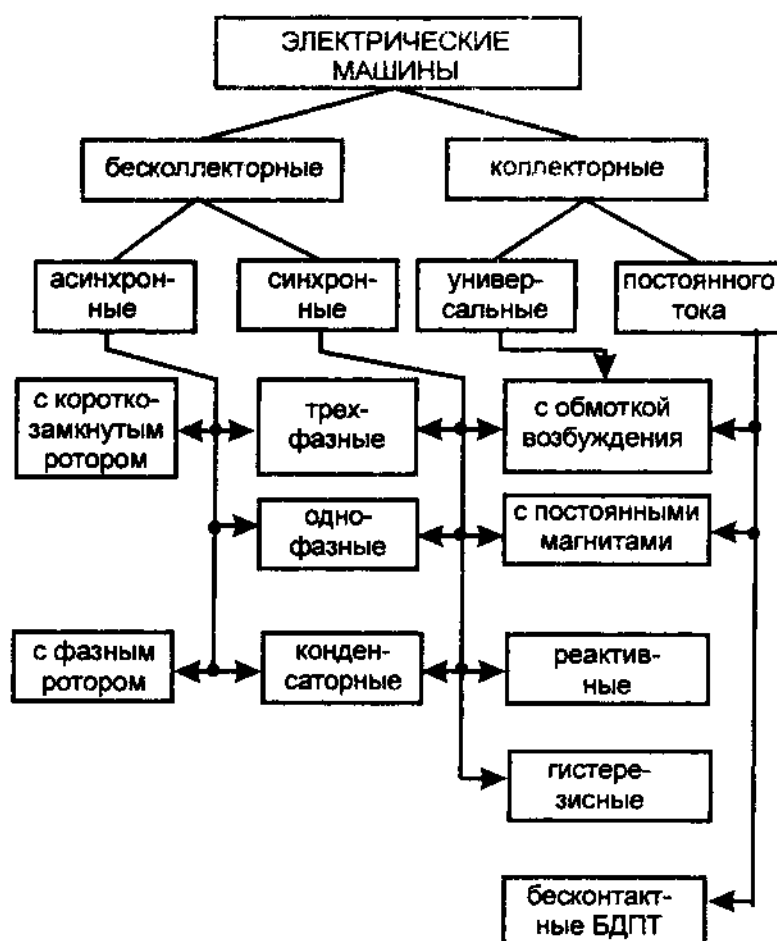 ЭЛЕКТРИЧЕСКИЕ
МАШИНЫ
бесколлекторные
коллекторные
асинхрон-
ные
синхрон-
ные
универ-
сальные
постоянного
тока
с коротко-
замкнутым
ротором
трех-
фазные
с обмоткой
возбуждения
одно-
фазные
с постоянными
магнитами
с фазным
ротором
конден-
саторные
реактив-
ные
гистере-
зисные
бесконтакт-
ные БДПТ